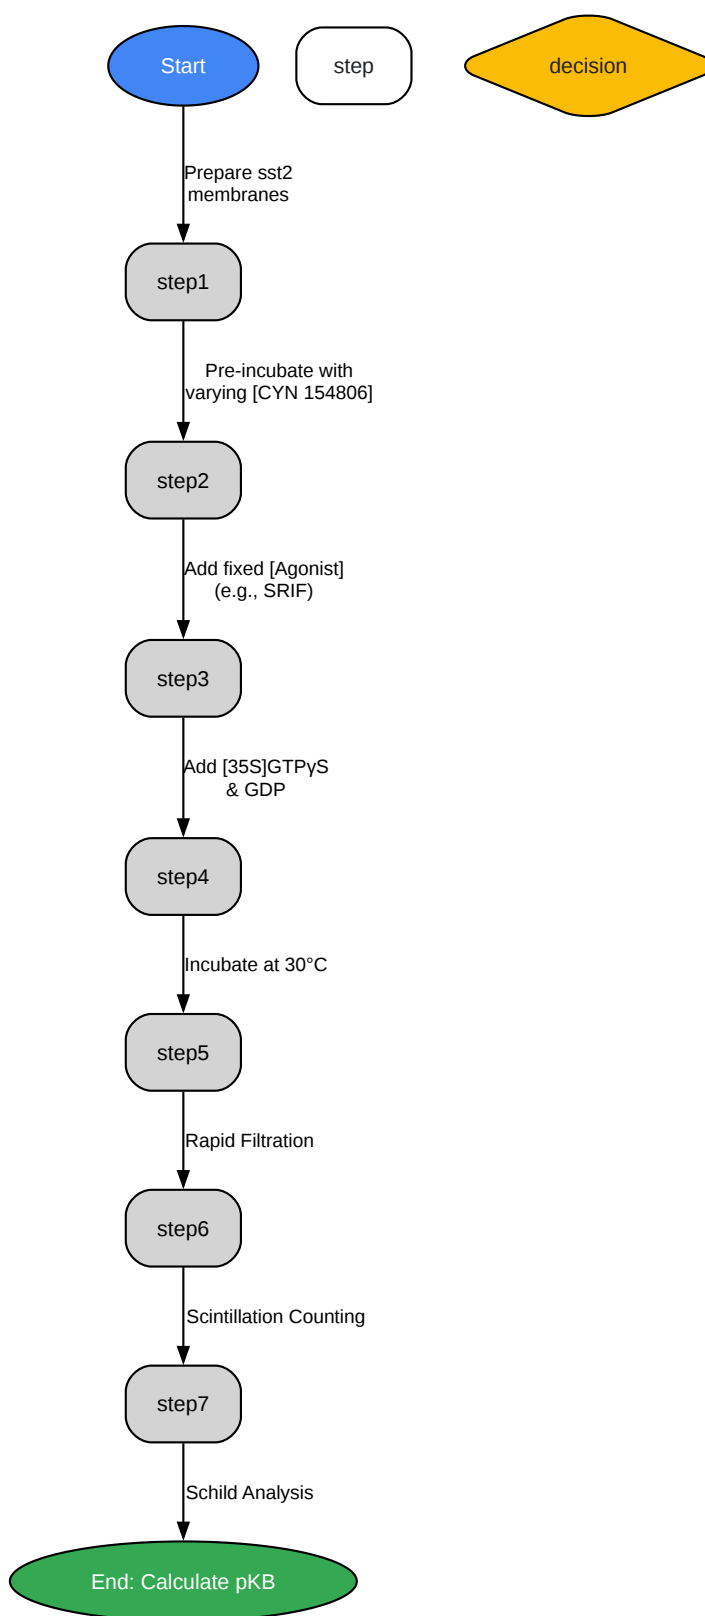 Start
step
decision
Prepare sst2
membranes
step1
Pre-incubate with
varying [CYN 154806]
step2
Add fixed [Agonist]
(e.g., SRIF)
step3
Add [35S]GTPγS
& GDP
step4
Incubate at 30°C
step5
Rapid Filtration
step6
Scintillation Counting
step7
Schild Analysis
End: Calculate pKB